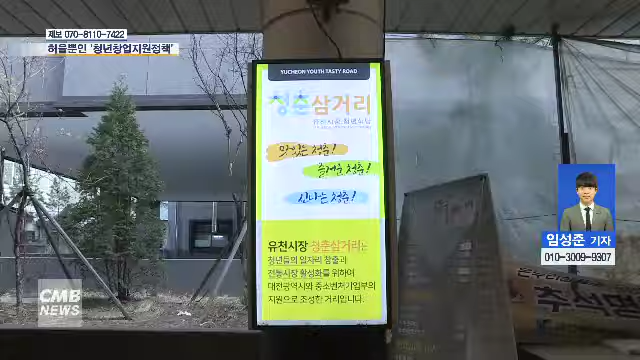 제보 070-8110-7422
허울뿐인 '청년창업지원정책'
YUCHEON YOUTH TASTY ROAD
청춘삼거리
유천시장 청년식당
맛있는 청춘!
즐거운 청춘!
신나는 청춘!
유천시장 청춘삼거리는
청년들의 일자리 창출과
전통시장 활성화를 위하여
대전광역시와 중소벤처기업부의
지원으로 조성한 거리입니다.
임성준 기자
010-3009-9307
CMB
NEWS
추석명